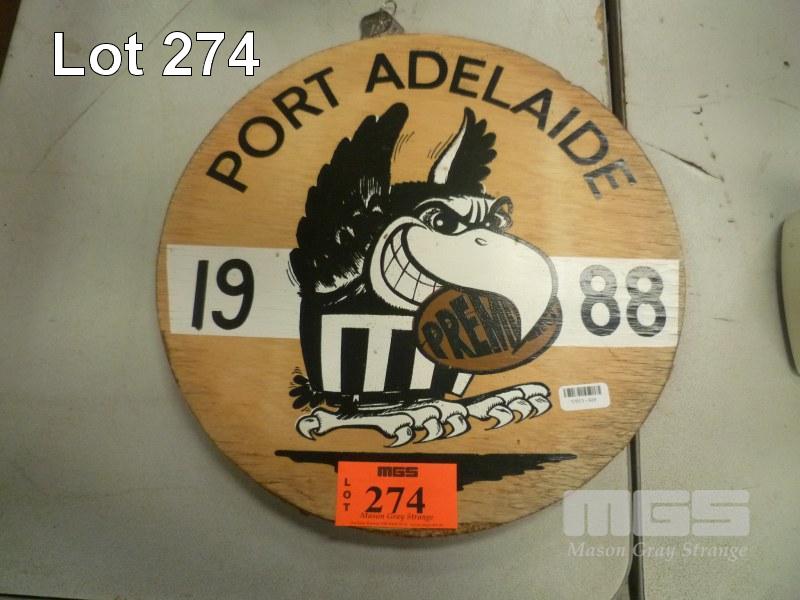 Lot 274
PORT ADELAIDE
19 88
PREM
MGS
LOT 274
Mason Gray Strange
MGS
Mason Gray Strange